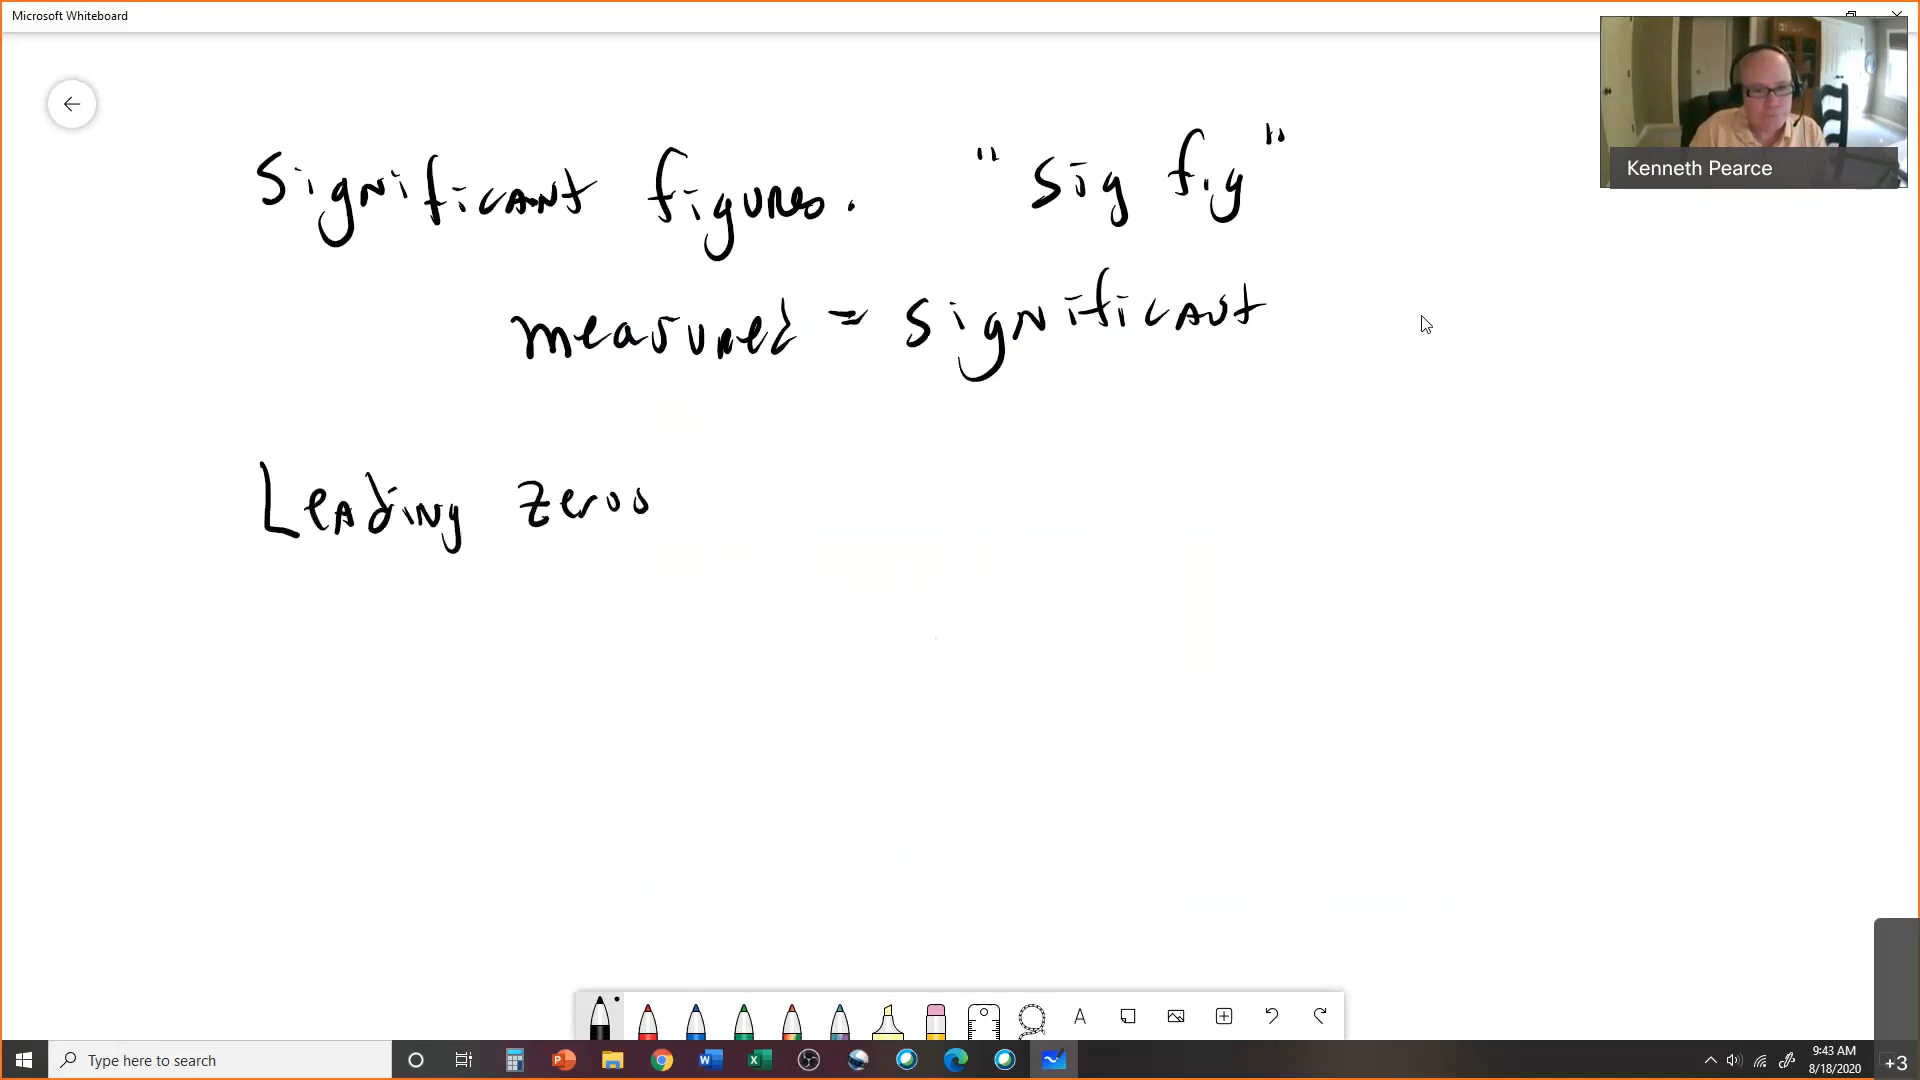 Microsoft Whiteboard
Kenneth Pearce
Significant figures. "sig fig"
measured = significant
Leading zeros
A
Type here to search
9:43 AM
8/18/2020
+3